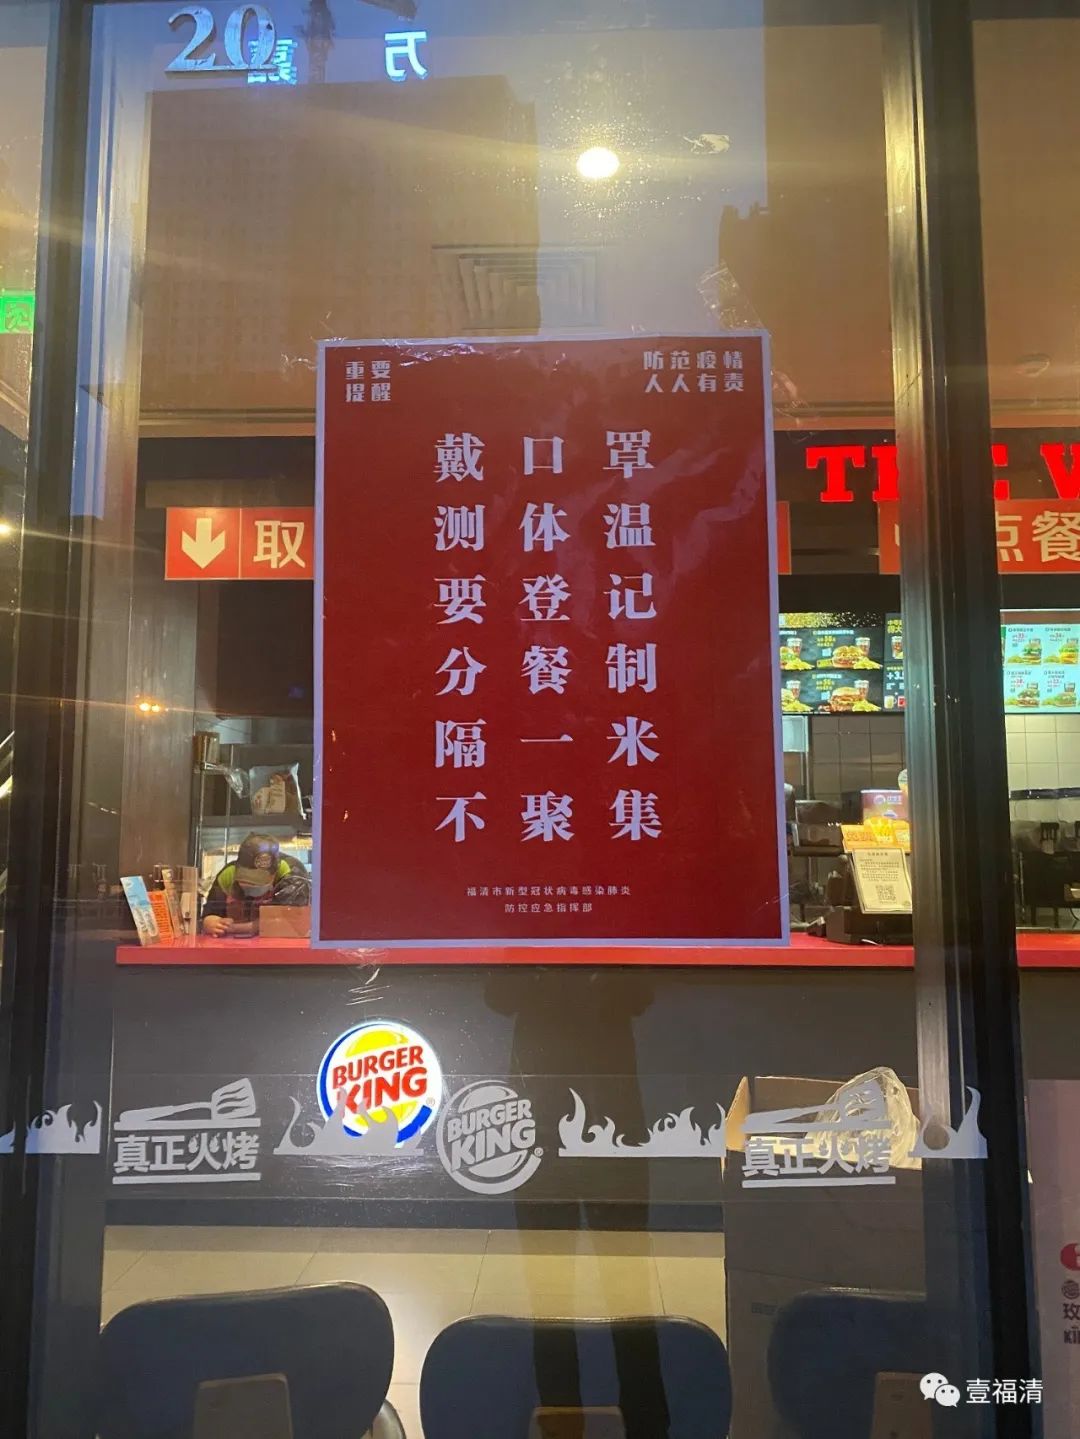 20
万
重要
提醒
防范疫情
人人有责
戴口罩
测体温
要登记
分餐制
隔一米
不聚集
福清市新型冠状病毒感染肺炎
防控应急指挥部
取
点餐
BURGER
KING
BURGER
KING
真正火烤
真正火烤
壹福清